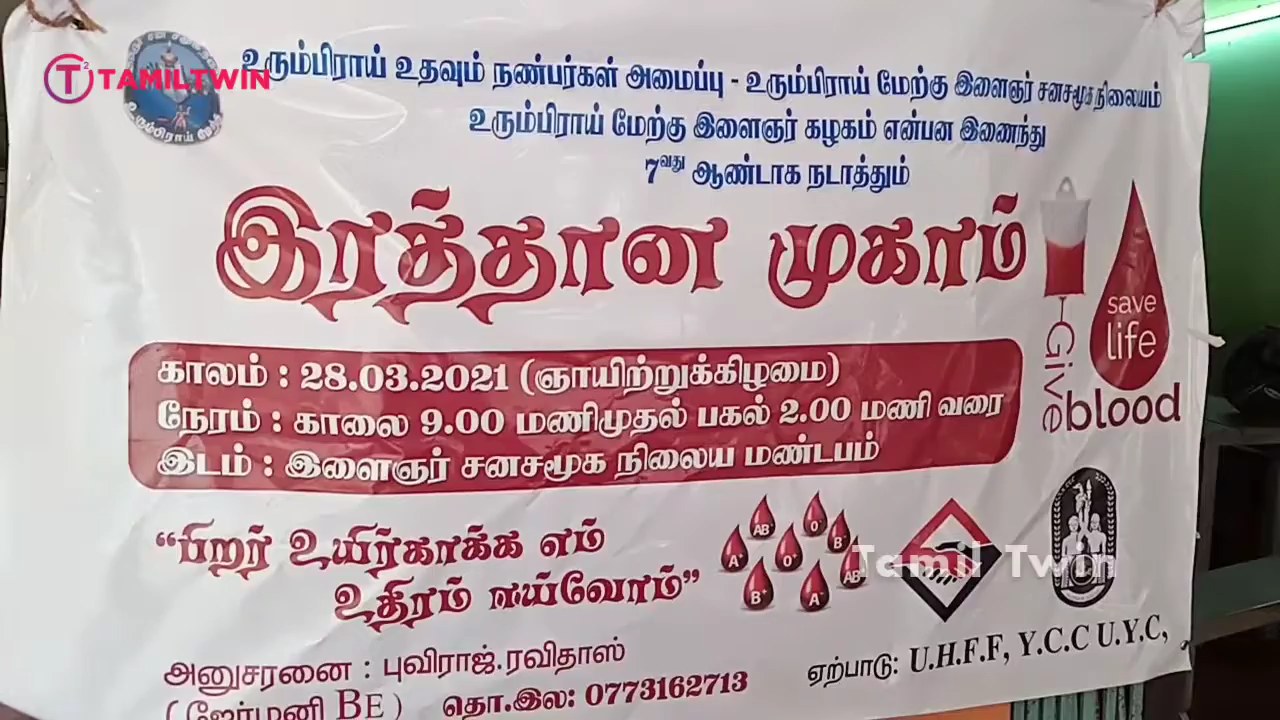 TAMILTWIN
உரும்பிராய் உதவும் நண்பர்கள் அமைப்பு - உரும்பிராய் மேற்கு இளைஞர் சனசமூகநிலையம்
உரும்பிராய் மேற்கு இளைஞர் கழகம் என்பன இணைந்து
7வது ஆண்டாக நடாத்தும்
இரத்தான முகாம்
save
life
Give
blood
காலம் : 28.03.2021 (ஞாயிற்றுக்கிழமை)
நேரம் : காலை 9.00 மணிமுதல் பகல் 2.00 மணி வரை
இடம் : இளைஞர் சனசமூக நிலைய மண்டபம்
“பிறர் உயிர்காக்க எம்
உதிரம் ஈய்வோம்”
A+ AB+ O+ O- B- AB B+ A-
Tamil Twin
அனுசரனை : புவிராஜ்.ரவிதாஸ்
(ஜேர்மனி BE) தொ.இல: 0773162713
ஏற்பாடு: U.H.F.F, Y.C.C U.Y.C,